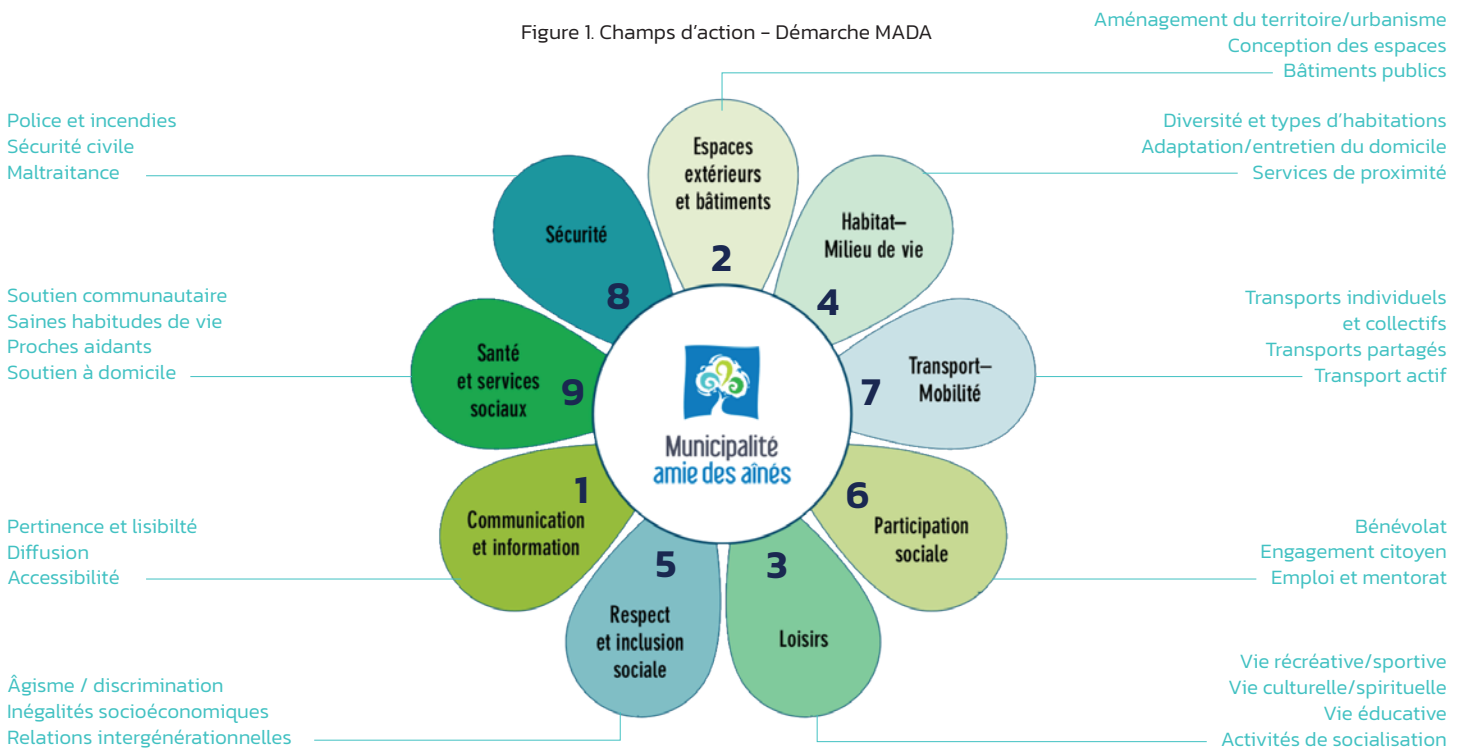 Figure 1. Champs d'action – Démarche MADA
Aménagement du territoire/urbanisme
Conception des espaces
Bâtiments publics
Police et incendies
Sécurité civile
Maltraitance
Diversité et types d'habitations
Adaptation/entretien du domicile
Services de proximité
Espaces
extérieurs
et bâtiments
2
Sécurité
8
Habitat–
Milieu de vie
4
Soutien communautaire
Saines habitudes de vie
Proches aidants
Soutien à domicile
Santé
et services
sociaux
9
Municipalité
amie des aînés
Transport–
Mobilité
7
Transports individuels
et collectifs
Transports partagés
Transport actif
Pertinence et lisibilté
Diffusion
Accessibilité
1
Communication
et information
6
Participation
sociale
Bénévolat
Engagement citoyen
Emploi et mentorat
5
Respect
et inclusion
sociale
3
Loisirs
Âgisme / discrimination
Inégalités socioéconomiques
Relations intergénérationnelles
Vie récréative/sportive
Vie culturelle/spirituelle
Vie éducative
Activités de socialisation